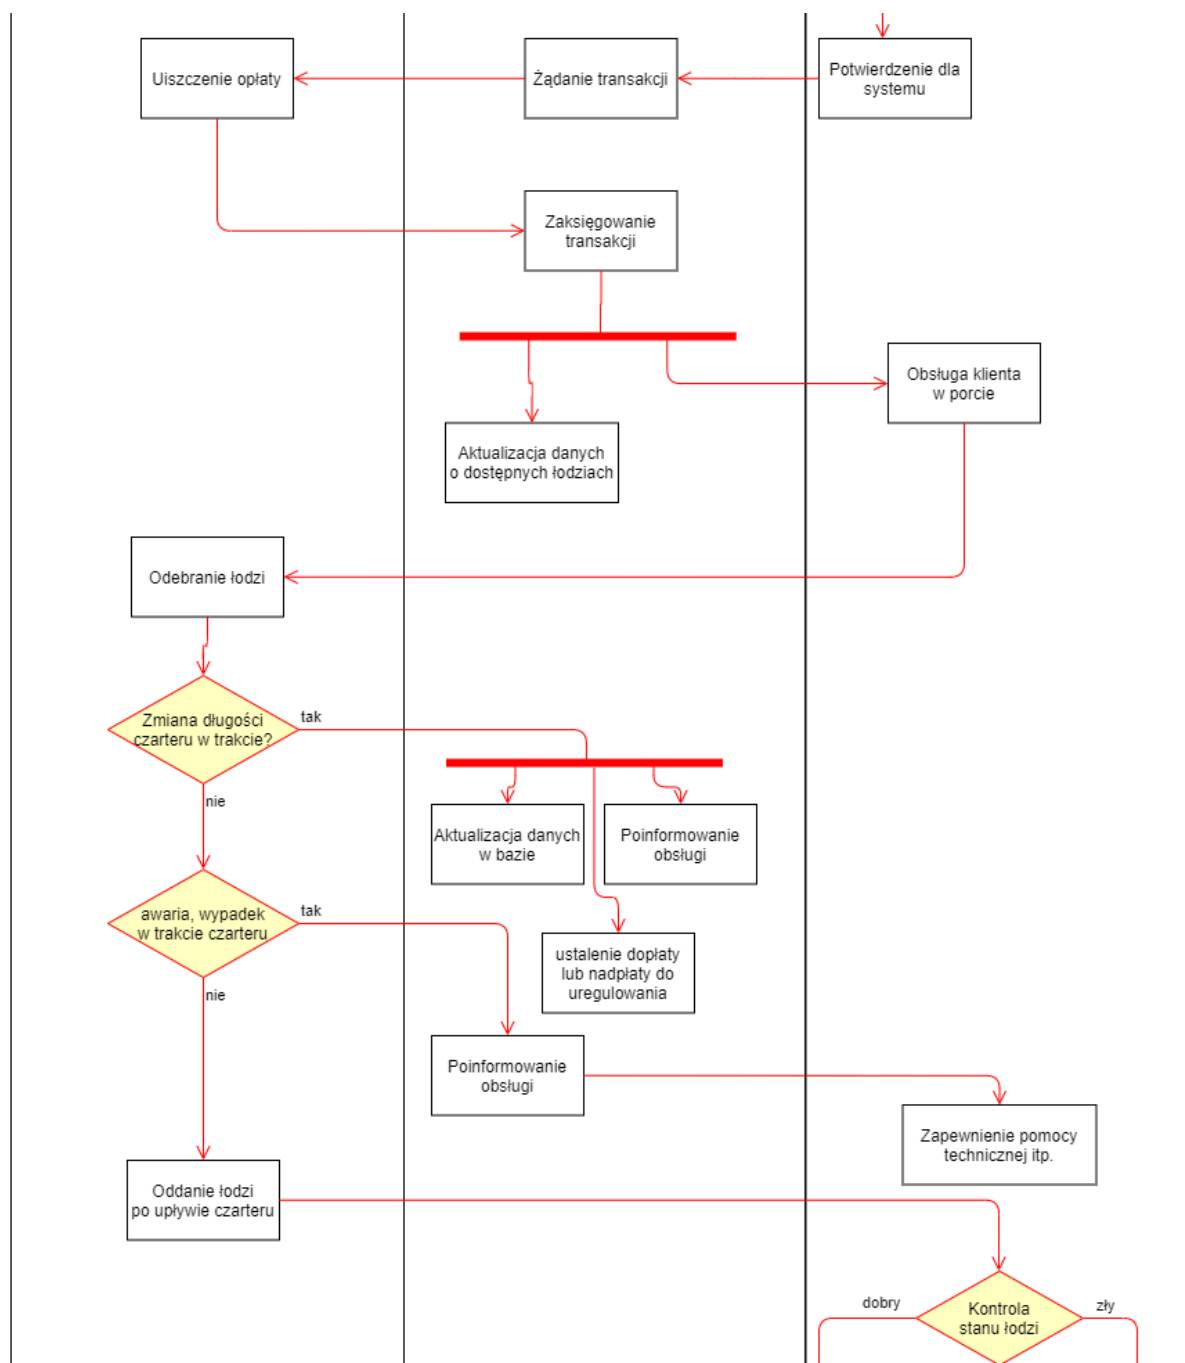 Uiszczenie opłaty
Żądanie transakcji
Potwierdzenie dla
systemu
Zaksięgowanie
transakcji
Obsługa klienta
w porcie
Aktualizacja danych
o dostępnych łodziach
Odebranie łodzi
Zmiana długości
czarteru w trakcie?
tak
nie
Aktualizacja danych
w bazie
Poinformowanie
obsługi
awaria, wypadek
w trakcie czarteru
tak
nie
ustalenie dopłaty
lub nadpłaty do
uregulowania
Poinformowanie
obsługi
Zapewnienie pomocy
technicznej itp.
Oddanie łodzi
po upływie czarteru
dobry
Kontrola
stanu łodzi
zły